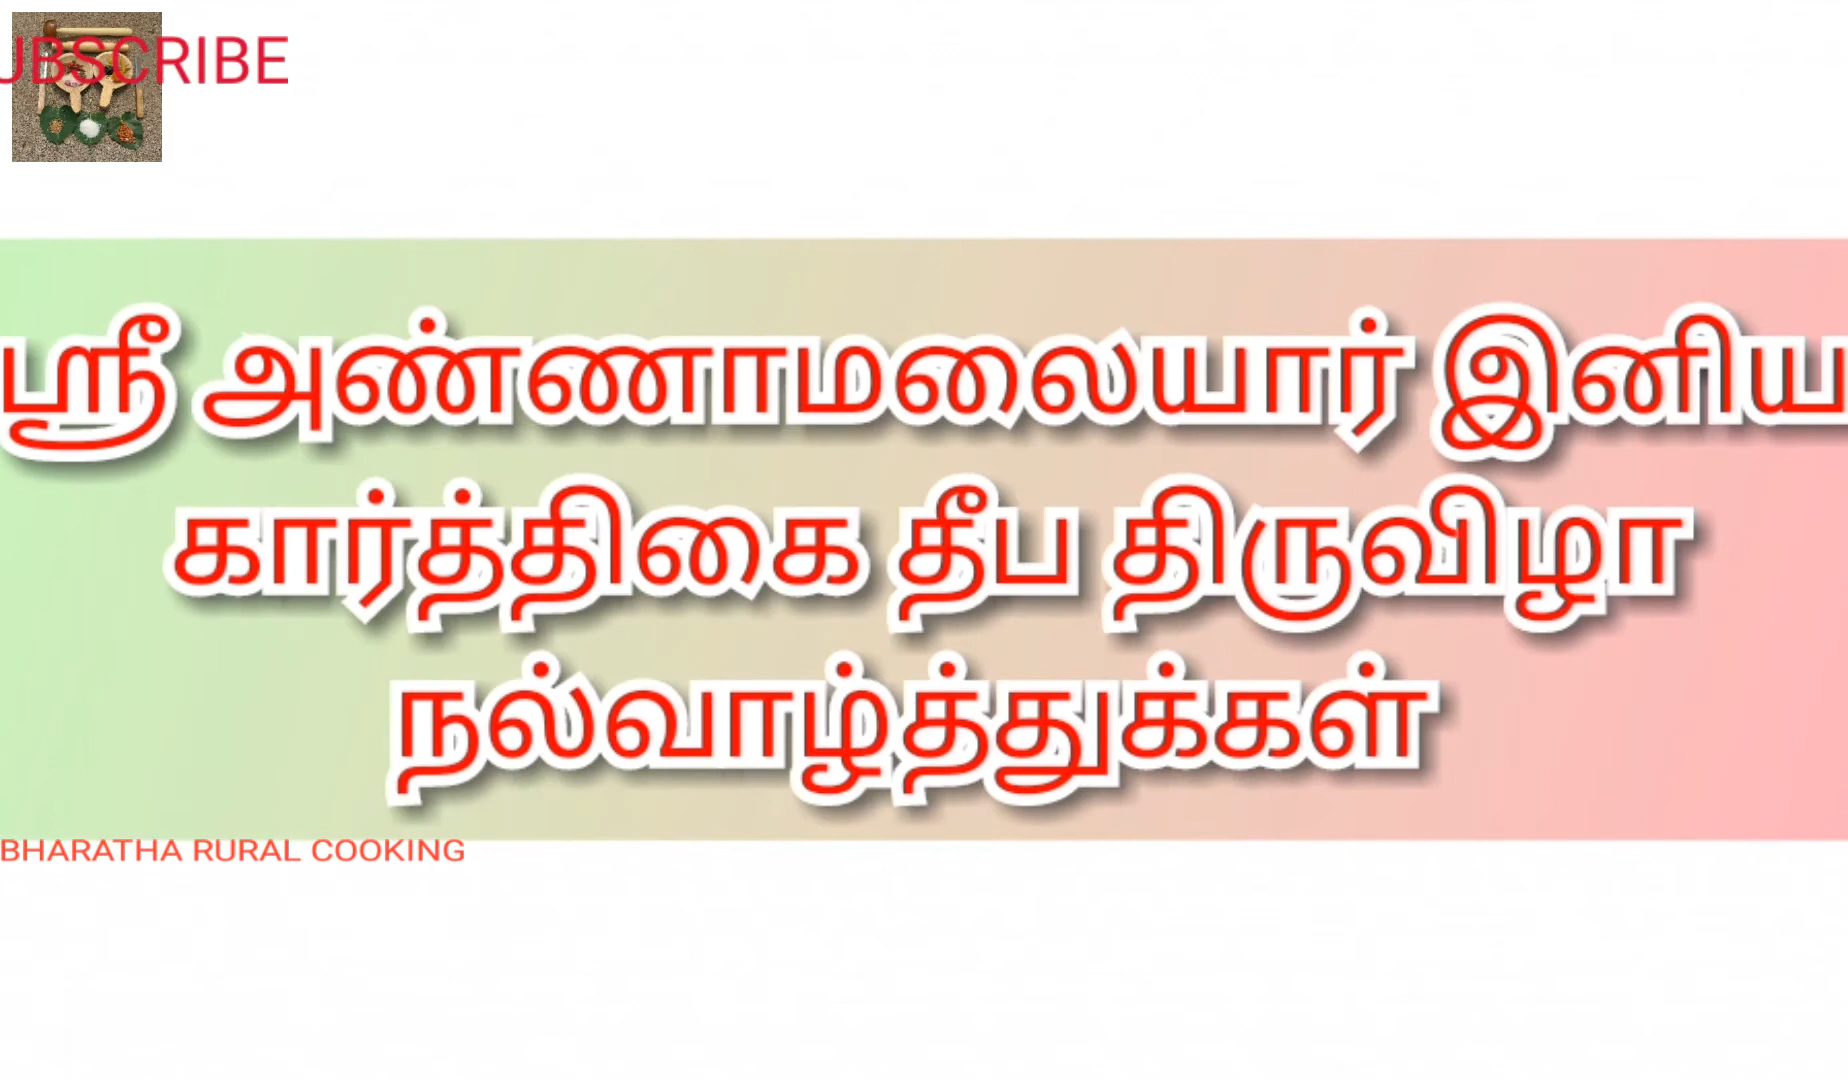 UBSCRIBE
ஸ்ரீ அண்ணாமலையார் இனிய
கார்த்திகை தீப திருவிழா
நல்வாழ்த்துக்கள்
BHARATHA RURAL COOKING